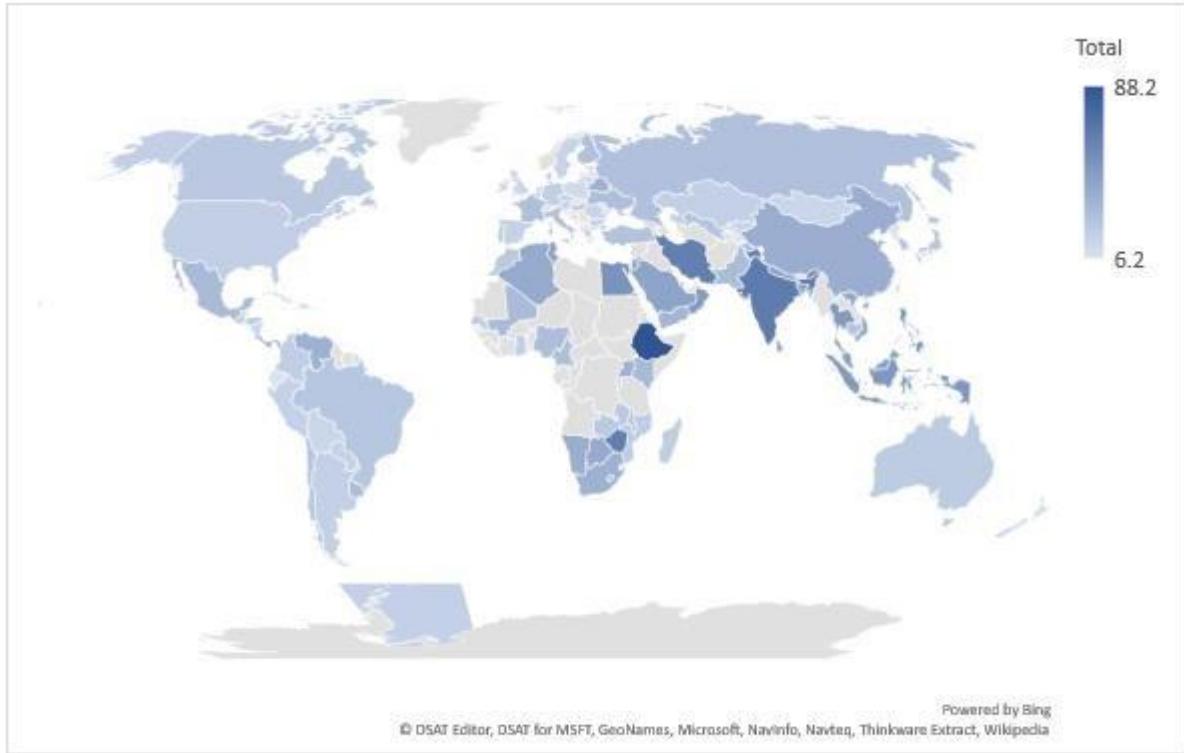 Total
88.2
6.2
Powered by Bing
© DSAT Editor, DSAT for MSFT, GeoNames, Microsoft, NavInfo, Navteq, Thinkware Extract, Wikipedia